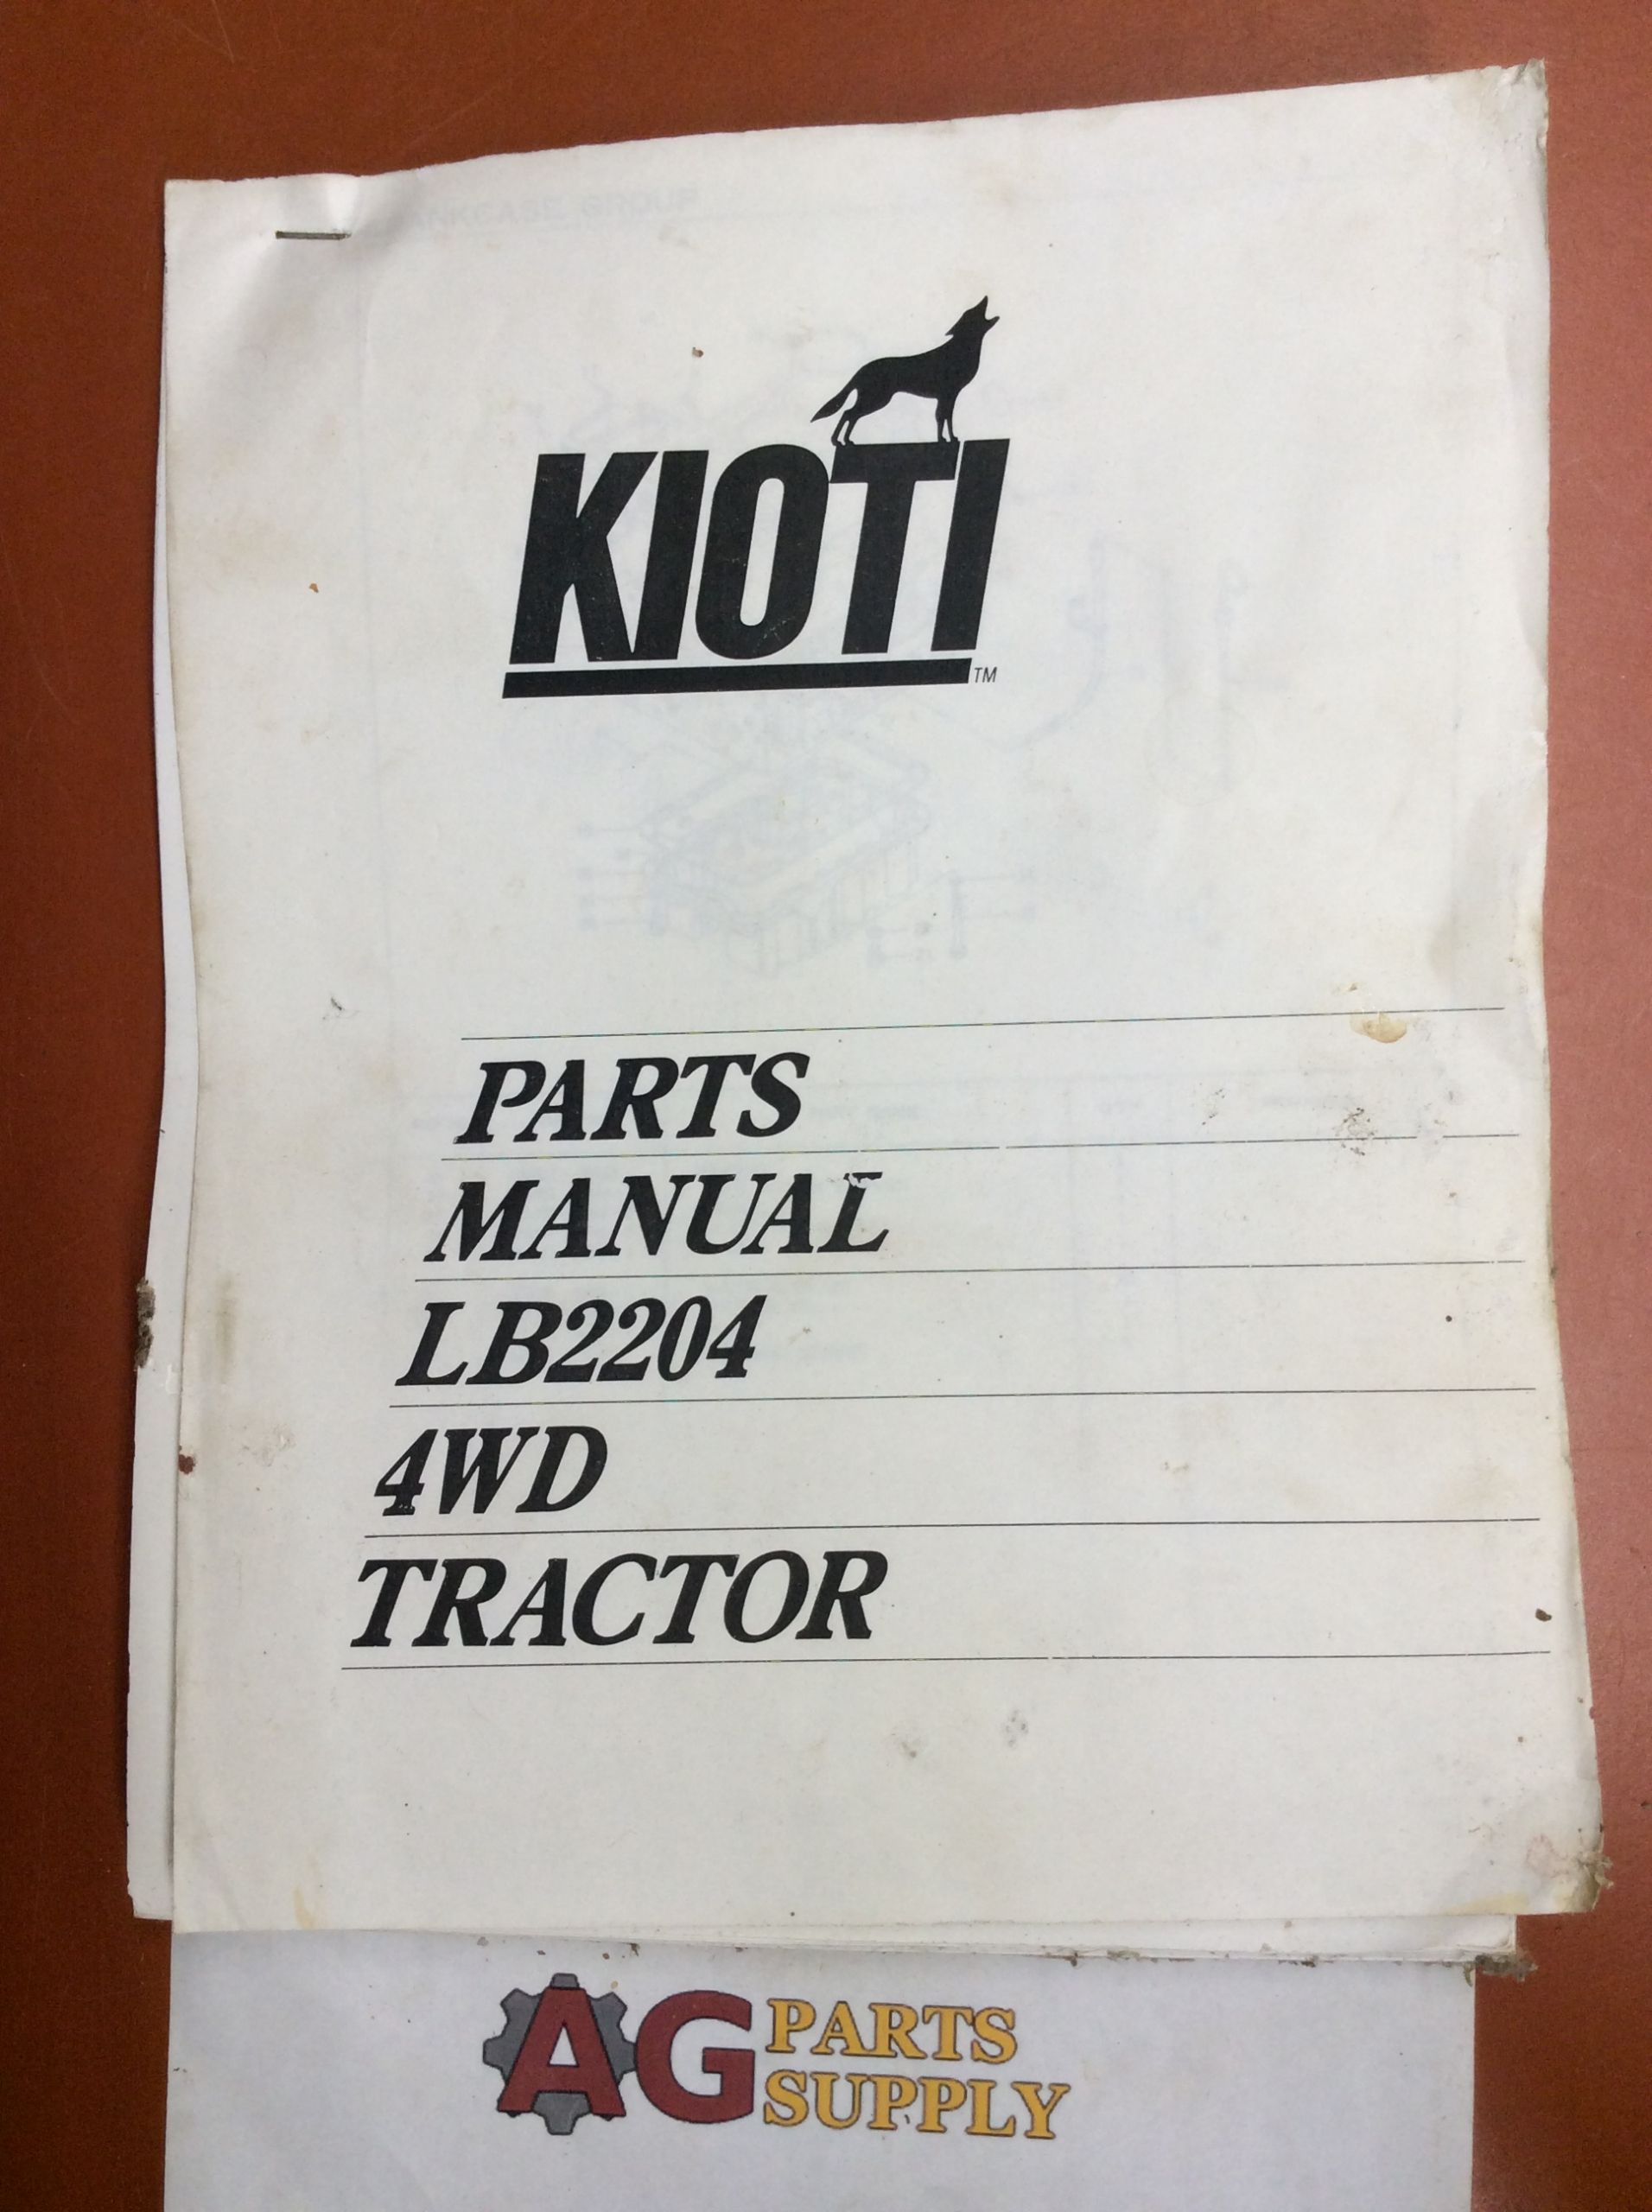 KIOTI
TM
PARTS
MANUAL
LB2204
4WD
TRACTOR
AG PARTS
SUPPLY